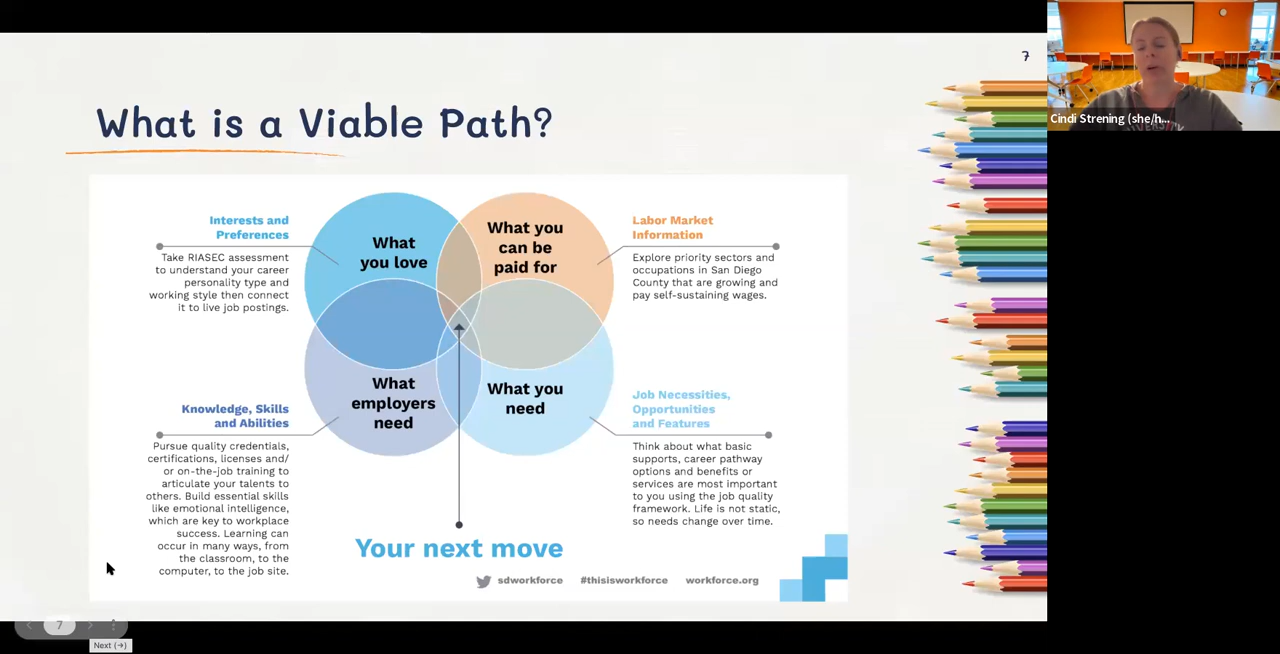 7
What is a Viable Path?
Interests and
Preferences
Take RIASEC assessment
to understand your career
personality type and
working style then connect
it to live job postings.
What
you love
What you
can be
paid for
Labor Market
Information
Explore priority sectors and
occupations in San Diego
County that are growing and
pay self-sustaining wages.
Knowledge, Skills
and Abilities
Pursue quality credentials,
certifications, licenses and/
or on-the-job training to
articulate your talents to
others. Build essential skills
like emotional intelligence,
which are key to workplace
success. Learning can
occur in many ways, from
the classroom, to the
computer, to the job site.
What
employers
need
What you
need
Job Necessities,
Opportunities
and Features
Think about what basic
supports, career pathway
options and benefits or
services are most important
to you using the job quality
framework. Life is not static,
so needs change over time.
Your next move
sdworkforce #thisisworkforce workforce.org
7
Next (→)
Cindi Strening (she/h...